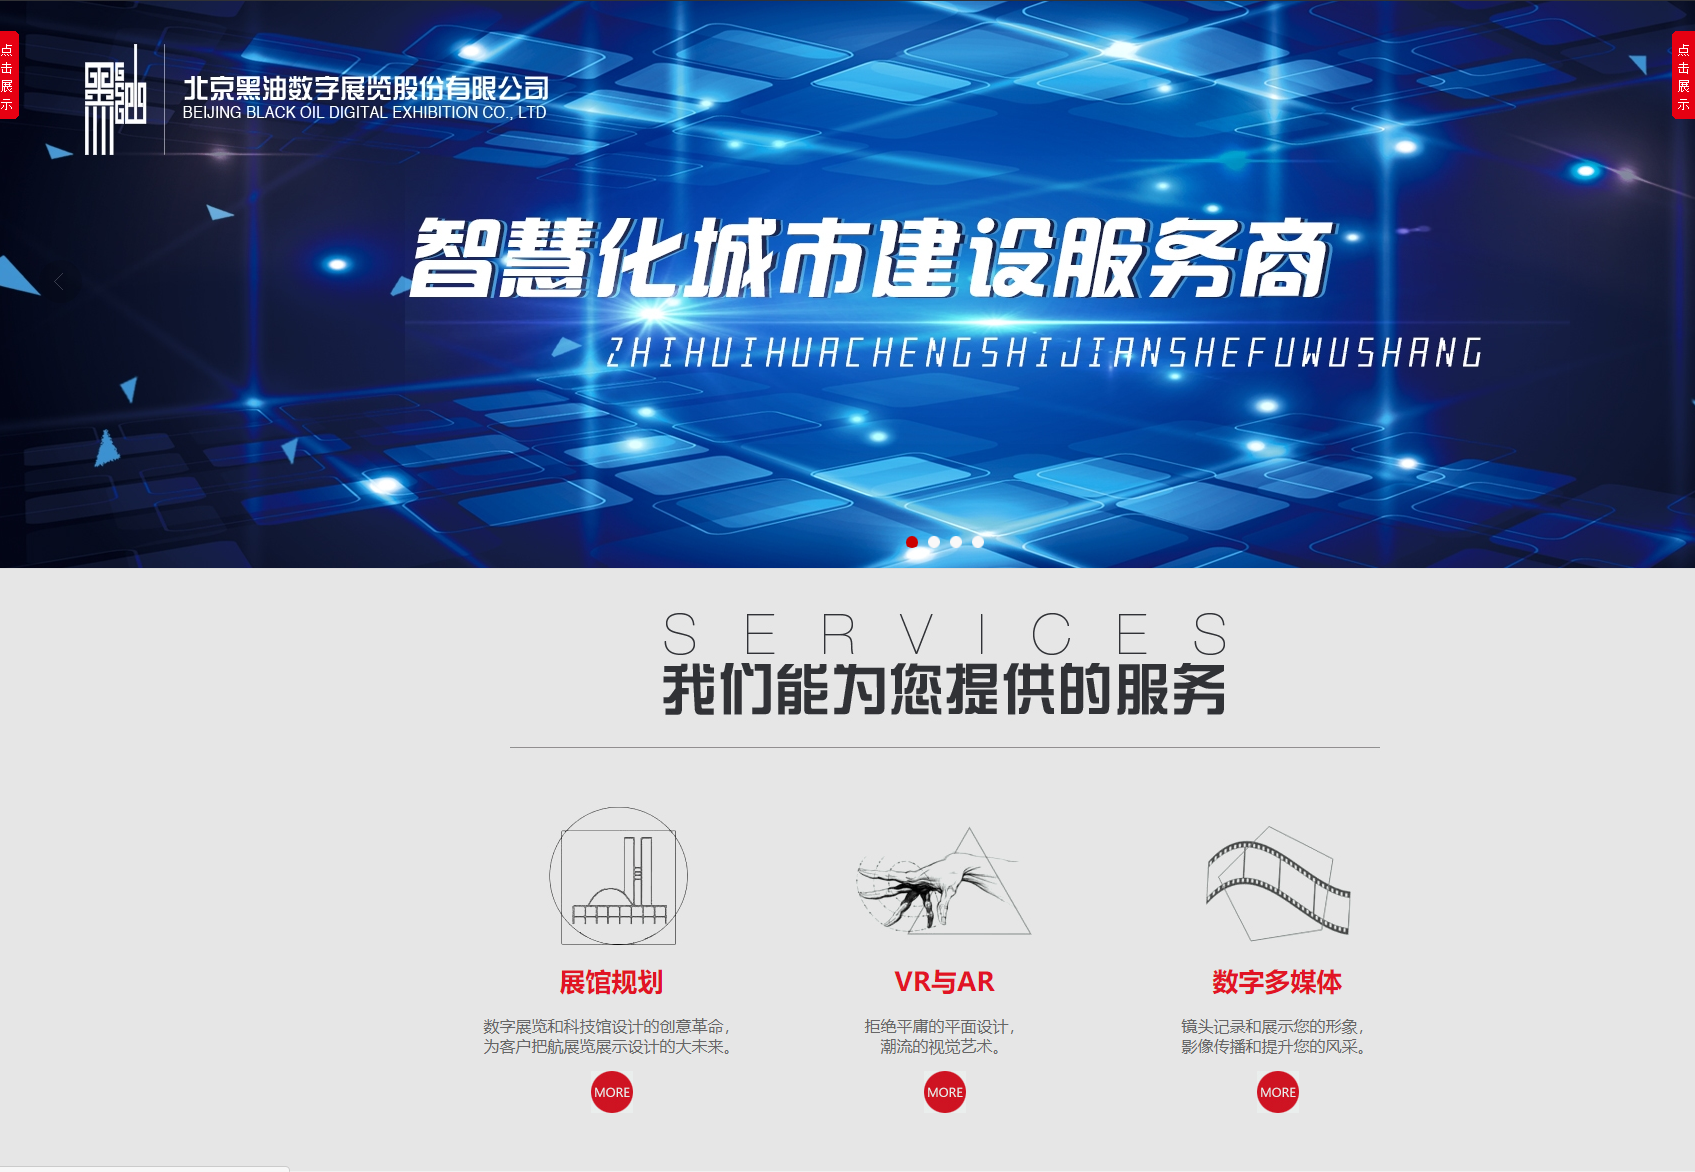 点击展示
点击展示
北京黑油数字展览股份有限公司
BEIJING BLACK OIL DIGITAL EXHIBITION CO., LTD
智慧化城市建设服务商
ZHIHUIHUACHENGSHIJIANSHEFUWUSHANG
SERVICES
我们能为您提供的服务
展馆规划
数字展览和科技馆设计的创意革命，
为客户把航展览展示设计的大未来。
MORE
VR与AR
拒绝平庸的平面设计，
潮流的视觉艺术。
MORE
数字多媒体
镜头记录和展示您的形象，
影像传播和提升您的风采。
MORE